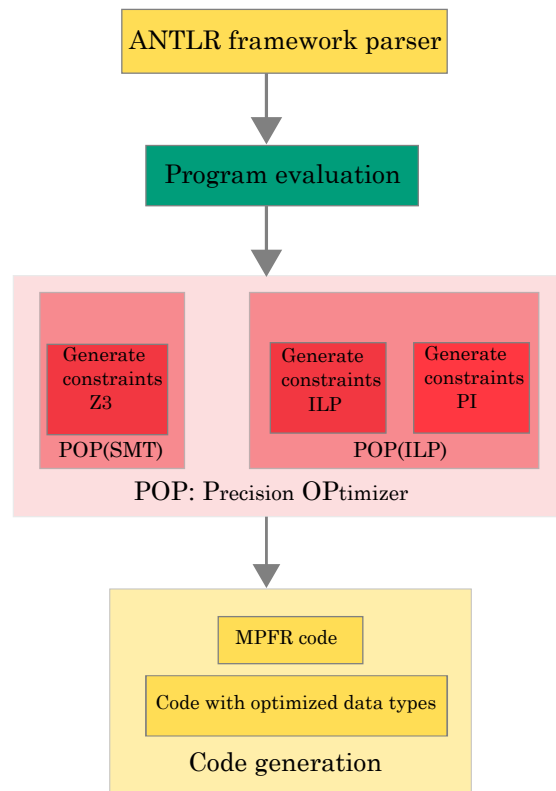 ANTLR framework parser
Program evaluation
Generate
constraints
Z3
POP(SMT)
Generate
constraints
ILP
Generate
constraints
PI
POP(ILP)
POP: Precision OPtimizer
MPFR code
Code with optimized data types
Code generation